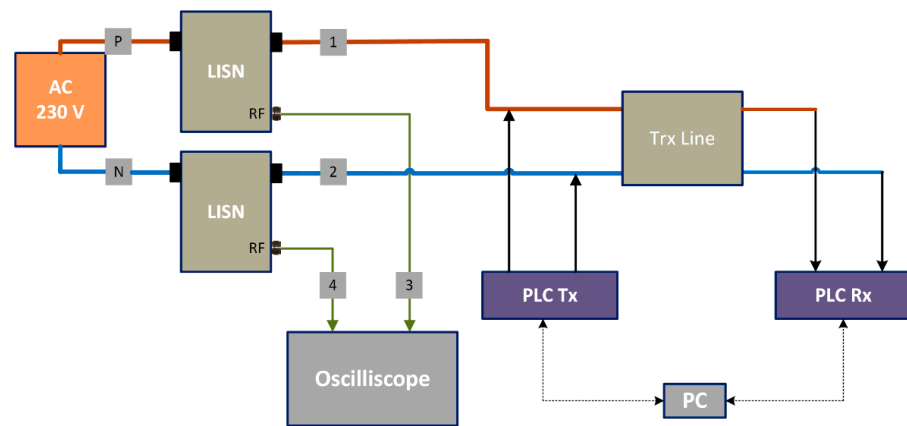 P
1
AC
230 V
LISN
RF
Trx Line
N
2
LISN
RF
4
3
PLC Tx
PLC Rx
Oscilliscope
PC